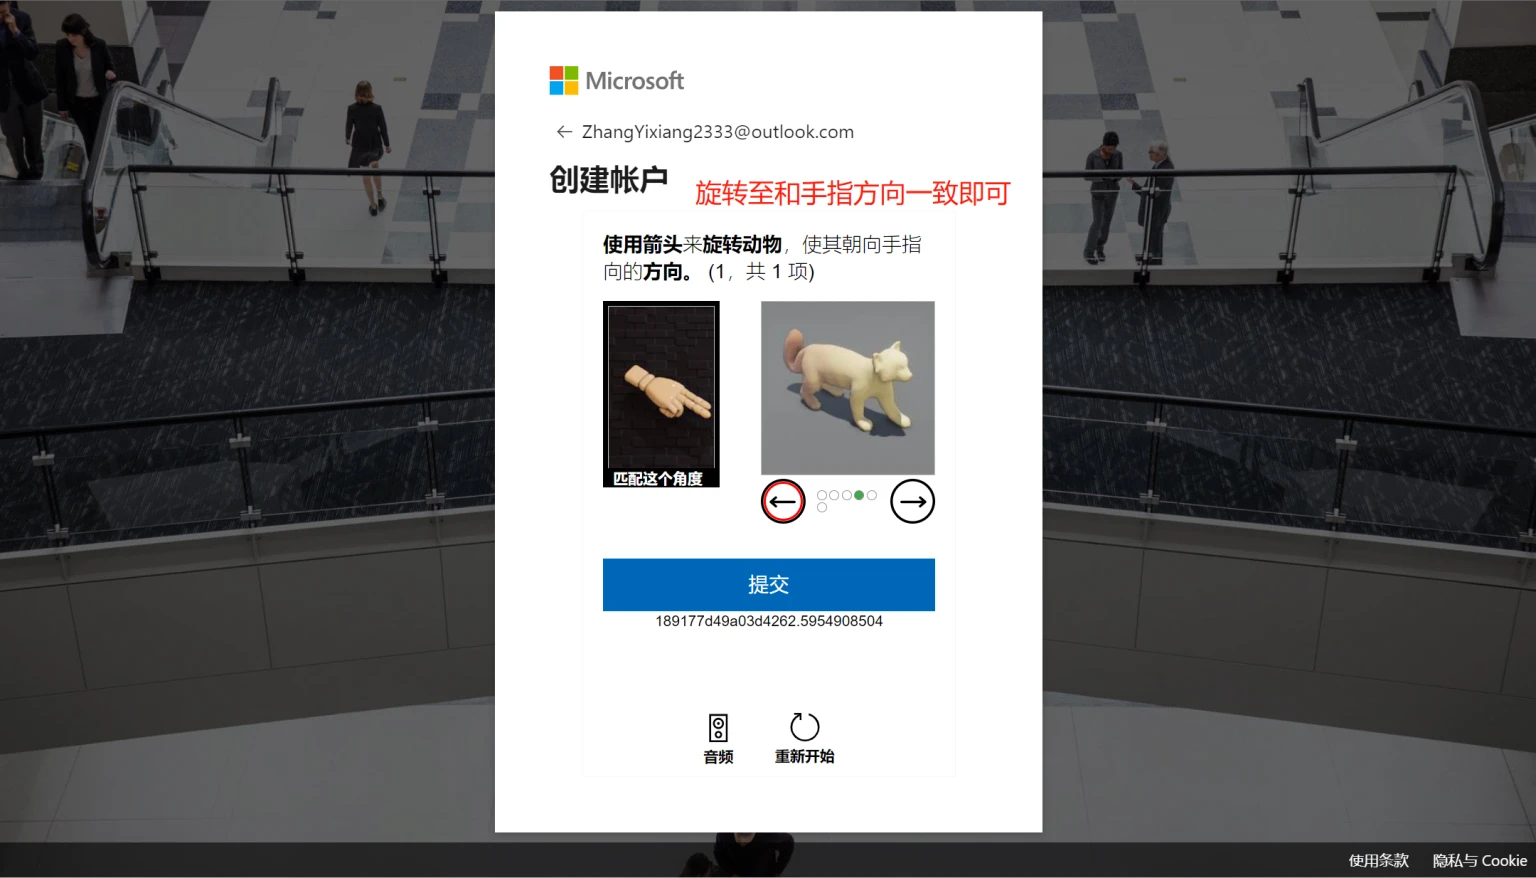 Microsoft
← ZhangYixiang2333@outlook.com
创建帐户
旋转至和手指方向一致即可
使用箭头来旋转动物，使其朝向手指
向的方向。 (1，共 1 项)
匹配这个角度
提交
189177d49a03d4262.5954908504
音频
重新开始
使用条款
隐私与 Cookie